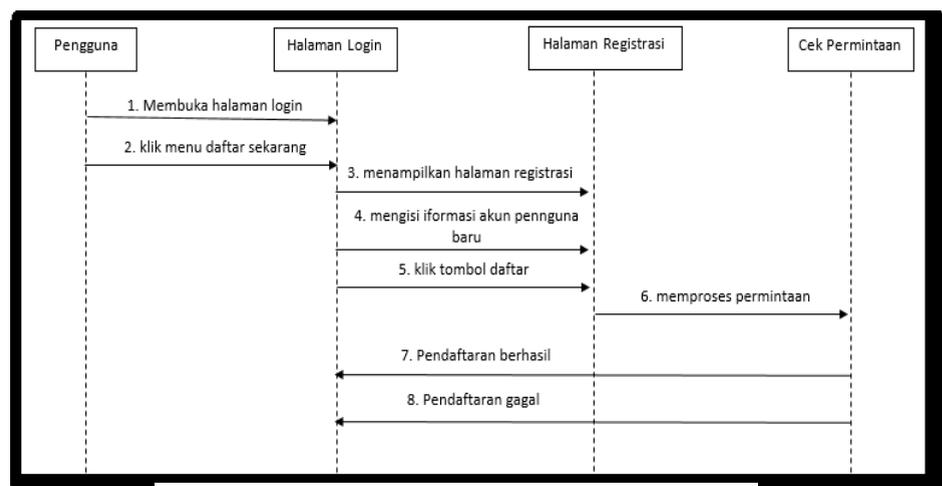 Pengguna
Halaman Login
Halaman Registrasi
Cek Permintaan
1. Membuka halaman login
2. klik menu daftar sekarang
3. menampilkan halaman registrasi
4. mengisi iformasi akun pennguna
baru
5. klik tombol daftar
6. memproses permintaan
7. Pendaftaran berhasil
8. Pendaftaran gagal